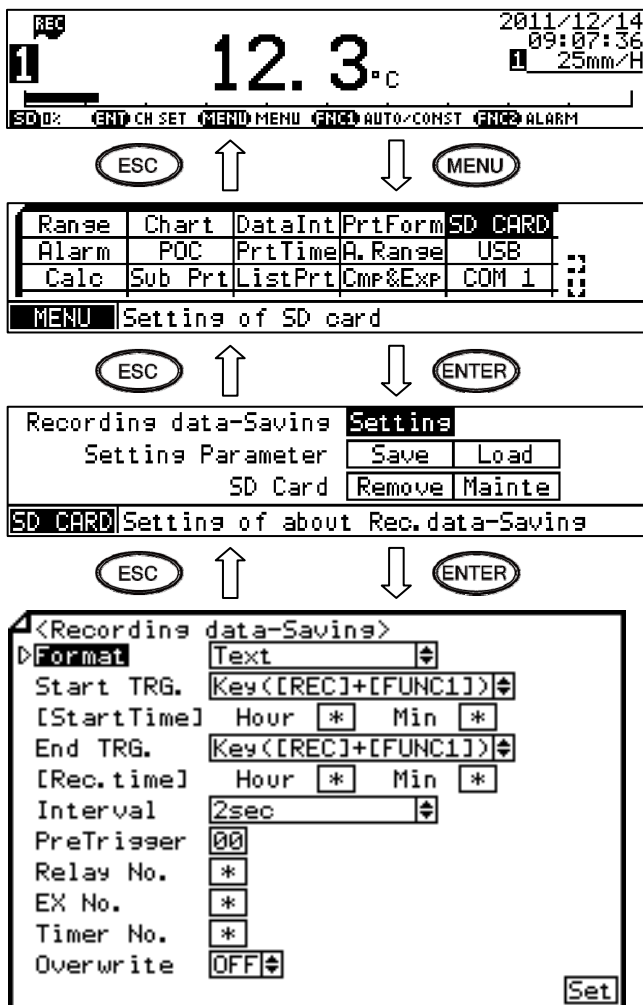 REC
2011/12/14
09:07:36
1 12.3°C
1 25mm/H
SD 0% ENT CH SET MENU MENU FNC1 AUTO/CONST FNC2 ALARM
ESC MENU
Range Chart DataInt PrtForm SD CARD
Alarm POC PrtTime A.Range USB
Calc Sub Prt ListPrt Cmp&Exp COM 1
MENU Setting of SD card
ESC ENTER
Recording data-Saving Setting
Setting Parameter Save Load
SD Card Remove Mainte
SD CARD Setting of about Rec.data-Saving
ESC ENTER
<Recording data-Saving>
Format Text
Start TRG. Key([REC]+[FUNC1])
[StartTime] Hour * Min *
End TRG. Key([REC]+[FUNC1])
[Rec.time] Hour * Min *
Interval 2sec
PreTrigger 00
Relay No. *
EX No. *
Timer No. *
Overwrite OFF
Set